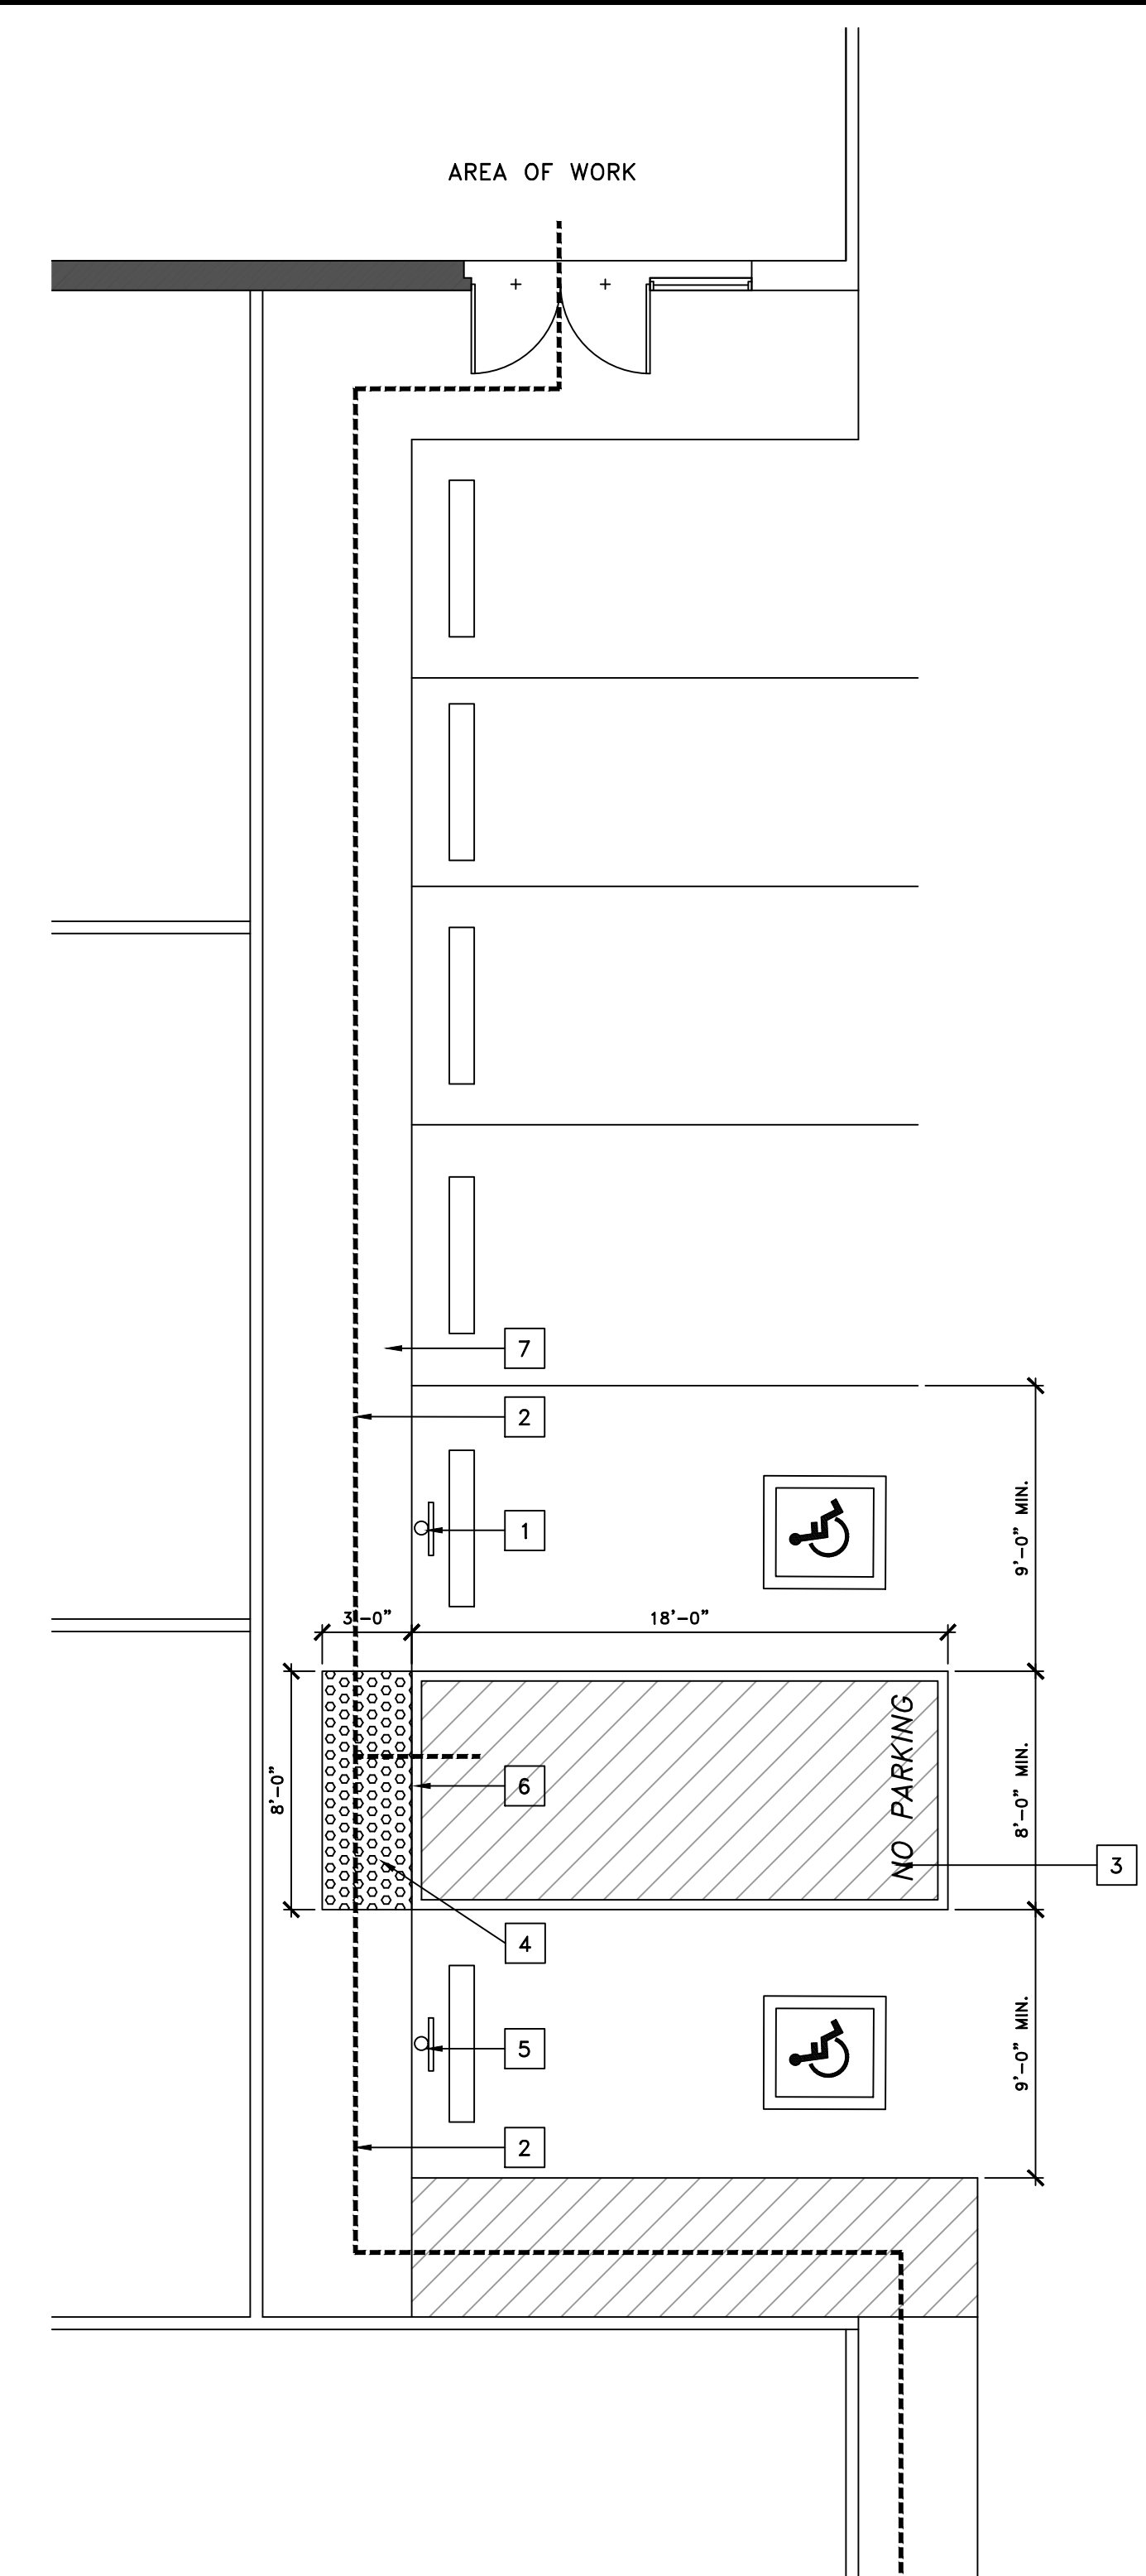 AREA OF WORK
7
2
1
9'-0" MIN.
3'-0"
18'-0"
8'-0"
6
NO PARKING
8'-0" MIN.
3
4
5
9'-0" MIN.
2